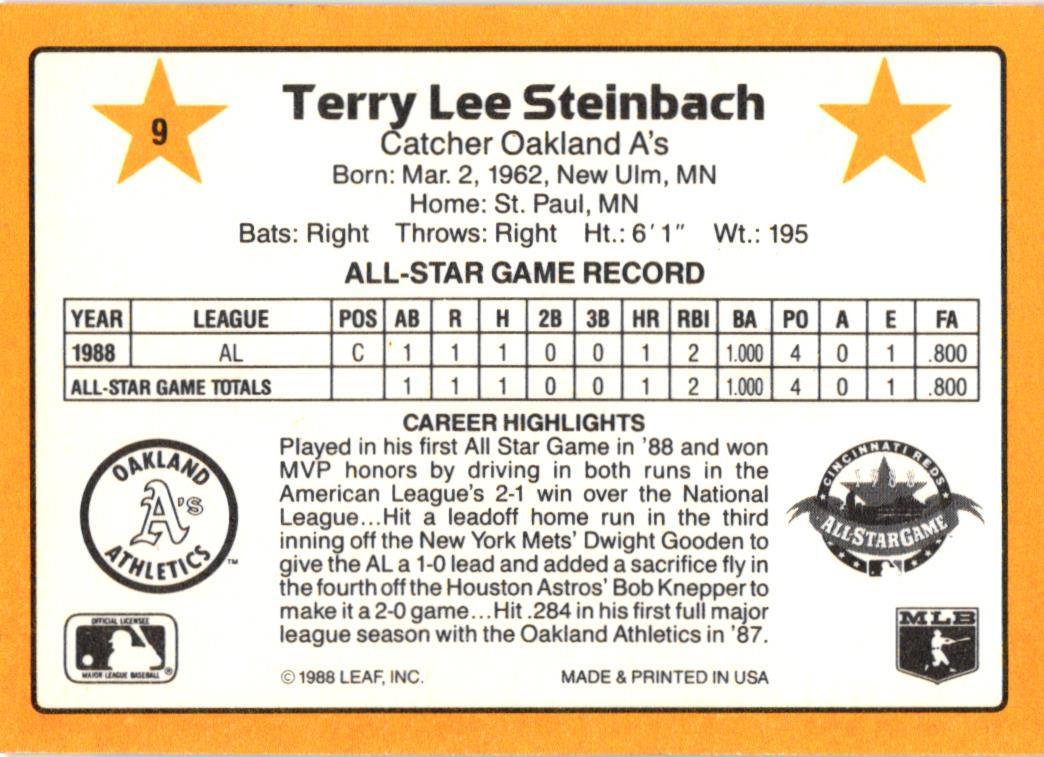 9
Terry Lee Steinbach
Catcher Oakland A's
Born: Mar. 2, 1962, New Ulm, MN
Home: St. Paul, MN
Bats: Right Throws: Right Ht.: 6'1" Wt.: 195
ALL-STAR GAME RECORD
YEAR LEAGUE POS AB R H 2B 3B HR RBI BA PO A E FA
1988 AL C 1 1 1 0 0 1 2 1.000 4 0 1 .800
ALL-STAR GAME TOTALS 1 1 1 0 0 1 2 1.000 4 0 1 .800
CAREER HIGHLIGHTS
Played in his first All Star Game in '88 and won
MVP honors by driving in both runs in the
American League's 2-1 win over the National
League...Hit a leadoff home run in the third
inning off the New York Mets' Dwight Gooden to
give the AL a 1-0 lead and added a sacrifice fly in
the fourth off the Houston Astros' Bob Knepper to
make it a 2-0 game...Hit .284 in his first full major
league season with the Oakland Athletics in '87.
OAKLAND
A's
ATHLETICS
TM
CINCINNATI REDS
1988
ALL-STAR GAME
OFFICIAL LICENSEE
MAJOR LEAGUE BASEBALL
®
MLB
© 1988 LEAF, INC. MADE & PRINTED IN USA